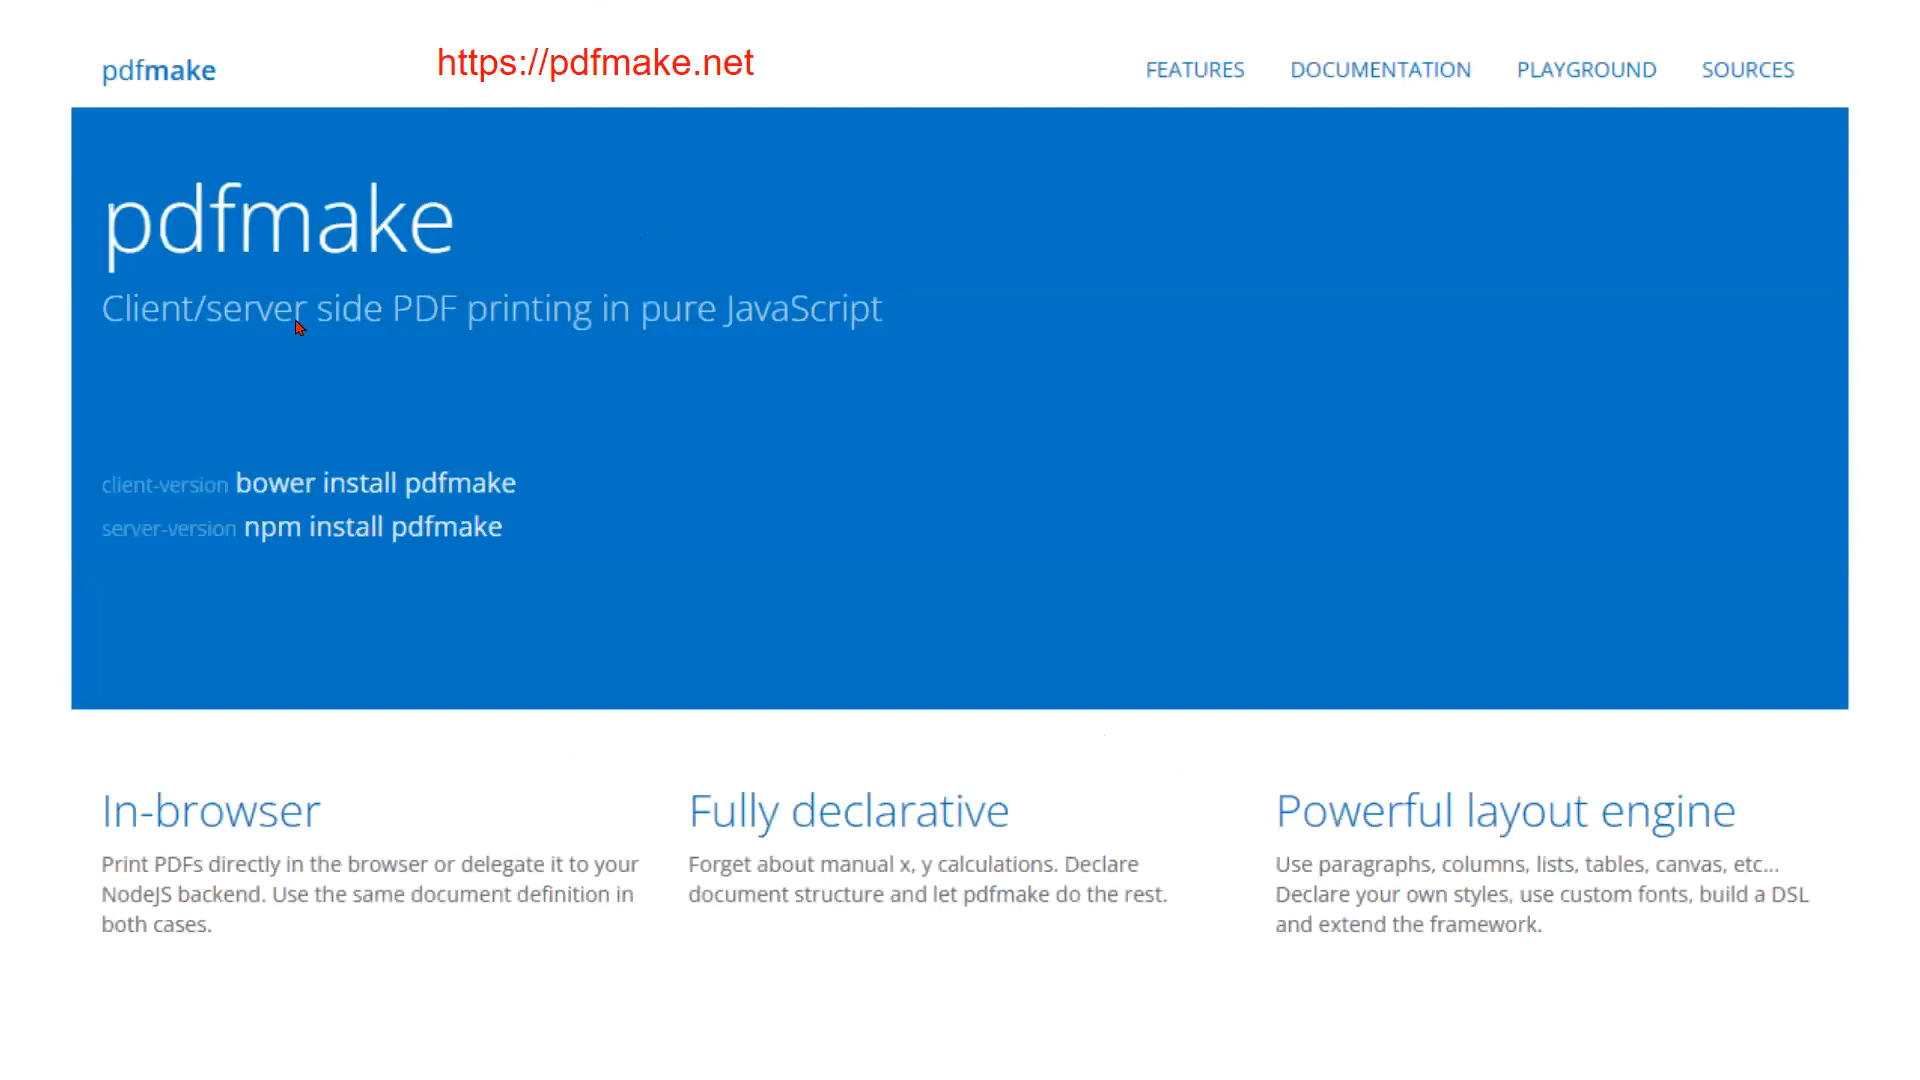 pdfmake
https://pdfmake.net
FEATURES DOCUMENTATION PLAYGROUND SOURCES
pdfmake
Client/server side PDF printing in pure JavaScript
client-version bower install pdfmake
server-version npm install pdfmake
In-browser
Print PDFs directly in the browser or delegate it to your
NodeJS backend. Use the same document definition in
both cases.
Fully declarative
Forget about manual x, y calculations. Declare
document structure and let pdfmake do the rest.
Powerful layout engine
Use paragraphs, columns, lists, tables, canvas, etc...
Declare your own styles, use custom fonts, build a DSL
and extend the framework.